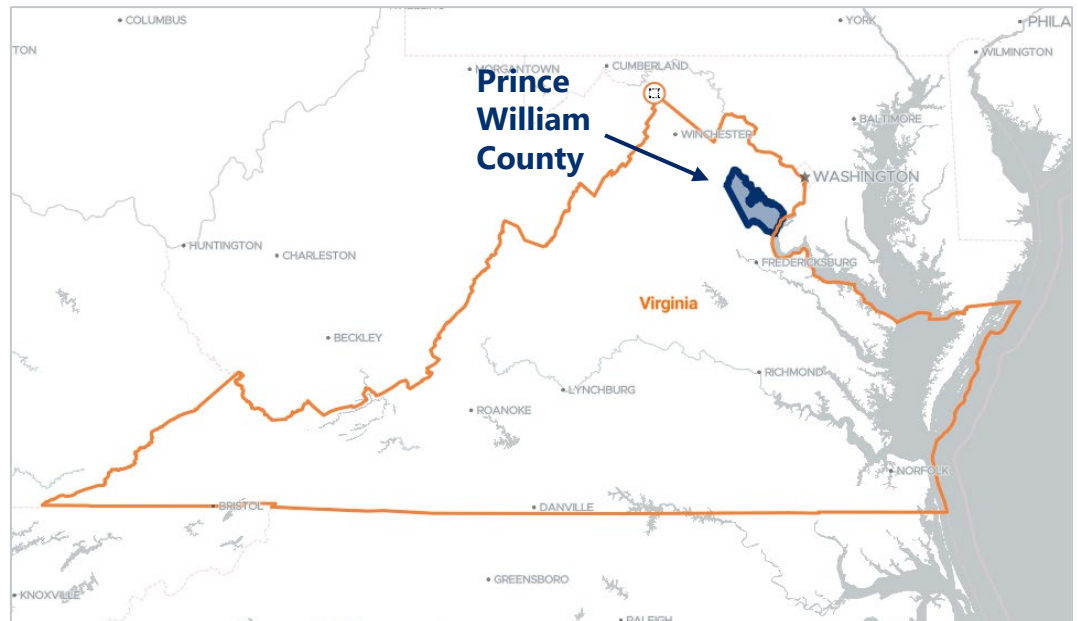 COLUMBUS
YORK
PHILA
TON
WILMINGTON
MORGANTOWN
CUMBERLAND
Prince
William
County
WINCHESTER
BALTIMORE
WASHINGTON
HUNTINGTON
CHARLESTON
FREDERICKSBURG
Virginia
BECKLEY
RICHMOND
LYNCHBURG
ROANOKE
NORFOLK
BRISTOL
DANVILLE
GREENSBORO
KNOXVILLE
RALEIGH